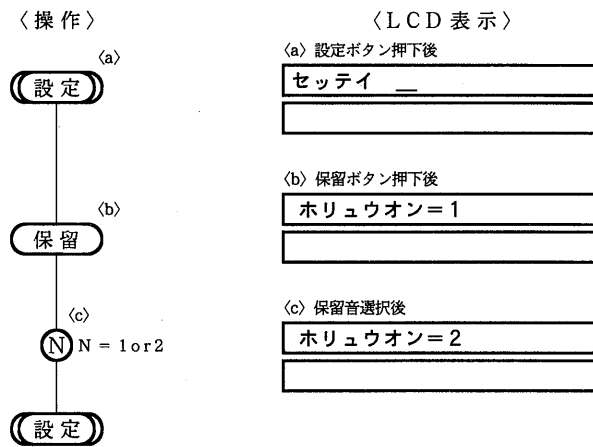 〈操作〉
〈LCD表示〉
〈a〉
設定
〈a〉設定ボタン押下後
セッテイ _
〈b〉
保留
〈b〉保留ボタン押下後
ホリュウオン=1
〈c〉
N N = 1or2
〈c〉保留音選択後
ホリュウオン=2
設定